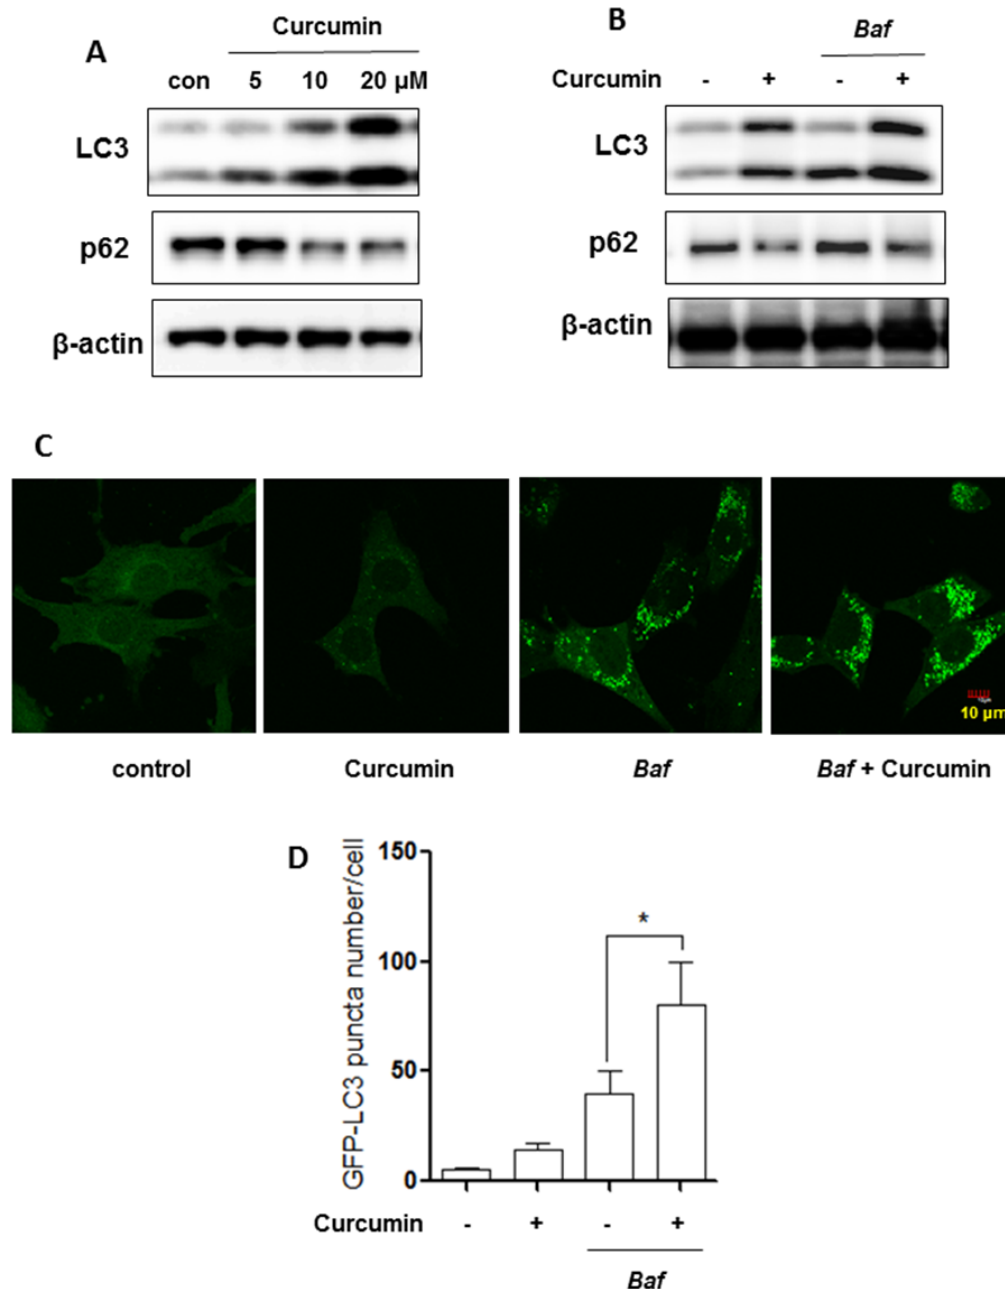 A
Curcumin
con 5 10 20 µM
LC3
p62
β-actin
B
Baf
Curcumin - + - +
LC3
p62
β-actin
C
10 µm
control Curcumin Baf Baf + Curcumin
D
GFP-LC3 puncta number/cell
150
100
50
0
*
Curcumin - + - +
Baf